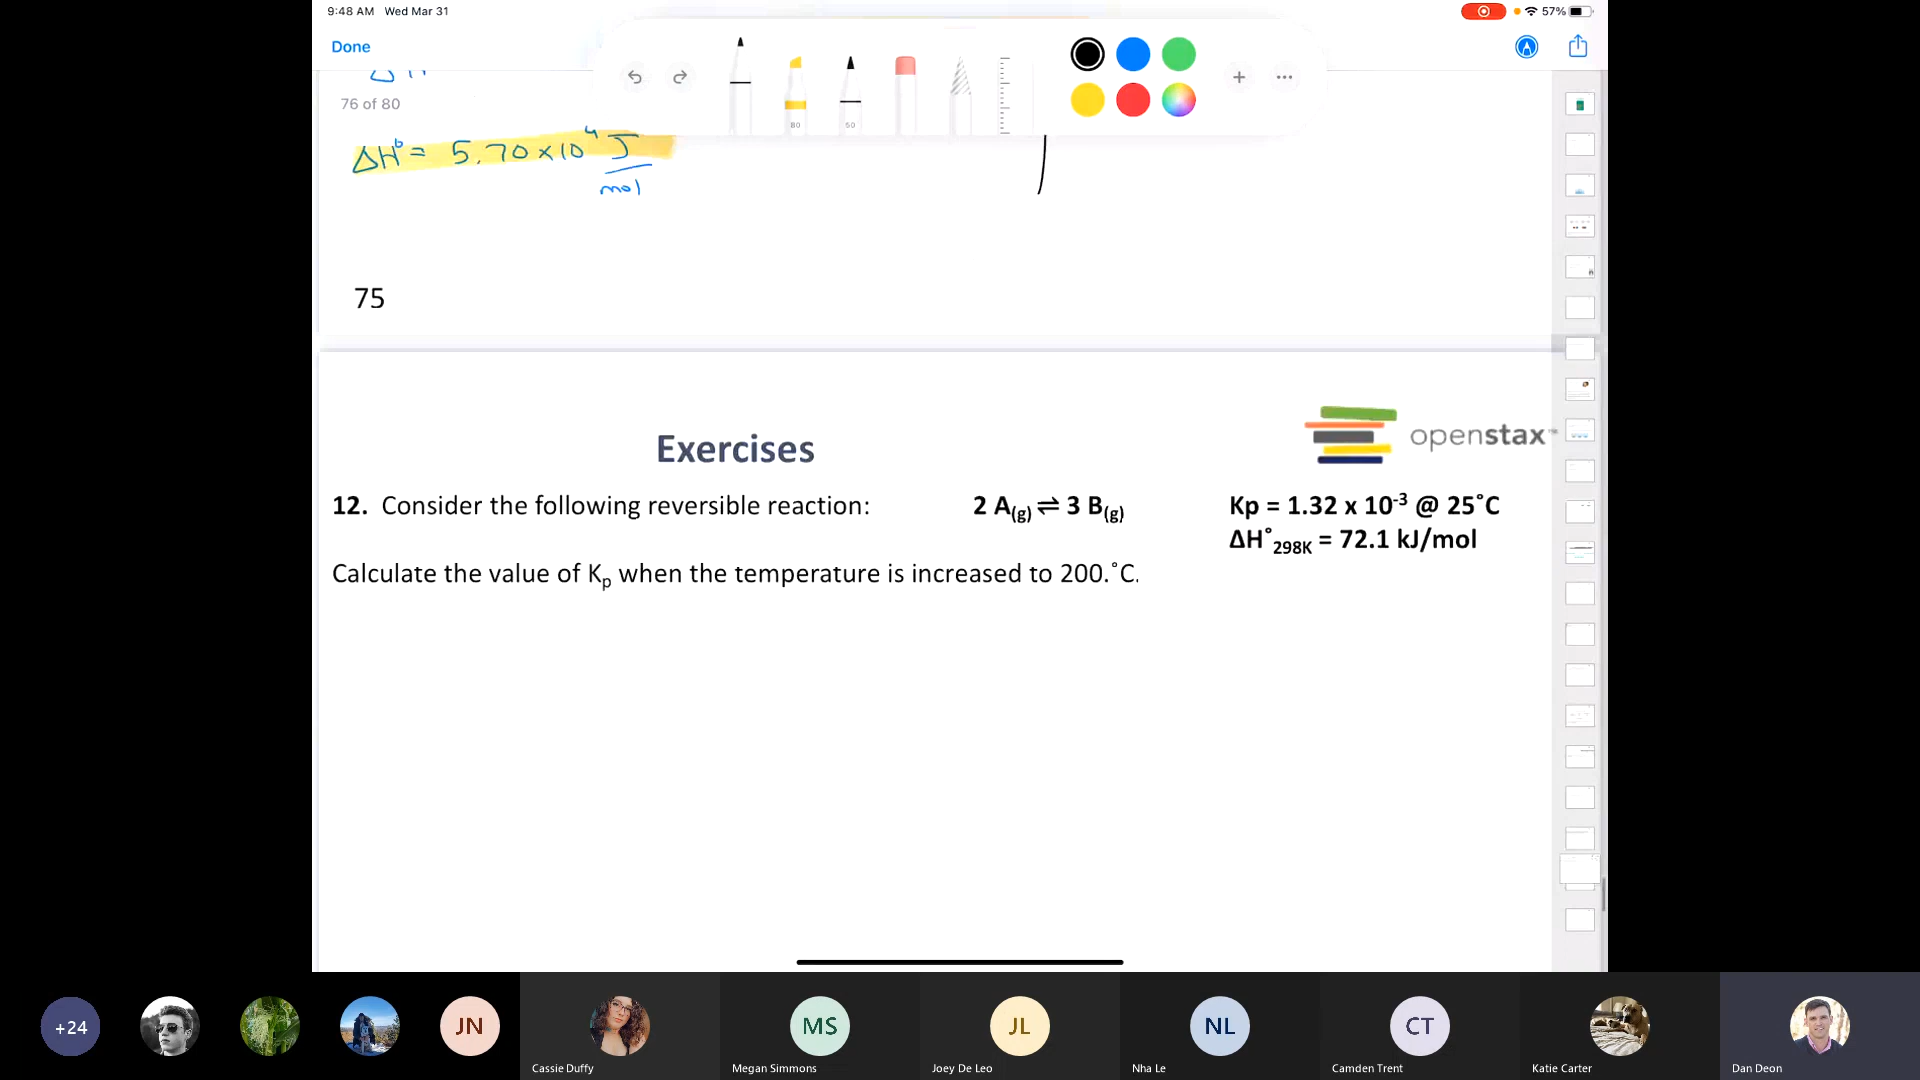 9:48 AM Wed Mar 31
57%
Done
76 of 80
80
50
ΔH° = 5.70 x 10⁴ J
mol
75
Exercises
openstax™
12. Consider the following reversible reaction: 2 A(g) ⇌ 3 B(g) Kp = 1.32 x 10⁻³ @ 25˚C
ΔH˚298K = 72.1 kJ/mol
Calculate the value of Kp when the temperature is increased to 200.˚C.
+24
JN
MS
JL
NL
CT
Cassie Duffy
Megan Simmons
Joey De Leo
Nha Le
Camden Trent
Katie Carter
Dan Deon